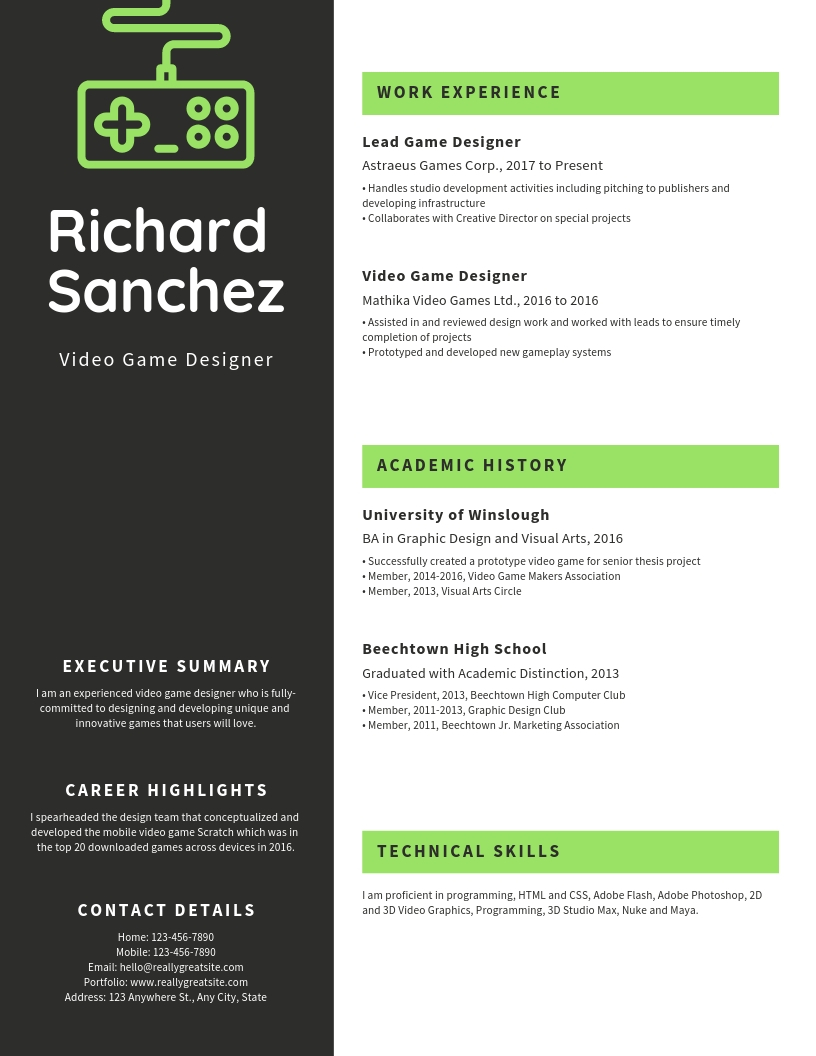 Richard
Sanchez
Video Game Designer
EXECUTIVE SUMMARY
I am an experienced video game designer who is fully-
committed to designing and developing unique and
innovative games that users will love.
CAREER HIGHLIGHTS
I spearheaded the design team that conceptualized and
developed the mobile video game Scratch which was in
the top 20 downloaded games across devices in 2016.
CONTACT DETAILS
Home: 123-456-7890
Mobile: 123-456-7890
Email: hello@reallygreatsite.com
Portfolio: www.reallygreatsite.com
Address: 123 Anywhere St., Any City, State
WORK EXPERIENCE
Lead Game Designer
Astraeus Games Corp., 2017 to Present
• Handles studio development activities including pitching to publishers and
developing infrastructure
• Collaborates with Creative Director on special projects
Video Game Designer
Mathika Video Games Ltd., 2016 to 2016
• Assisted in and reviewed design work and worked with leads to ensure timely
completion of projects
• Prototyped and developed new gameplay systems
ACADEMIC HISTORY
University of Winslough
BA in Graphic Design and Visual Arts, 2016
• Successfully created a prototype video game for senior thesis project
• Member, 2014-2016, Video Game Makers Association
• Member, 2013, Visual Arts Circle
Beechtown High School
Graduated with Academic Distinction, 2013
• Vice President, 2013, Beechtown High Computer Club
• Member, 2011-2013, Graphic Design Club
• Member, 2011, Beechtown Jr. Marketing Association
TECHNICAL SKILLS
I am proficient in programming, HTML and CSS, Adobe Flash, Adobe Photoshop, 2D
and 3D Video Graphics, Programming, 3D Studio Max, Nuke and Maya.